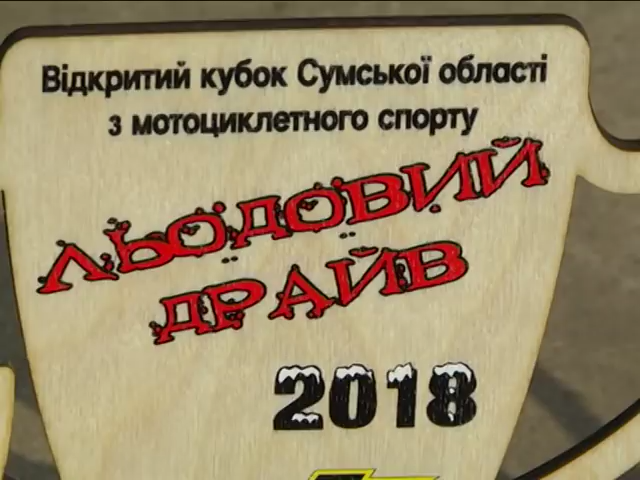 Відкритий кубок Сумської області
з мотоциклетного спорту
ЛЬОДОВИЙ
ДРАЙВ
2018